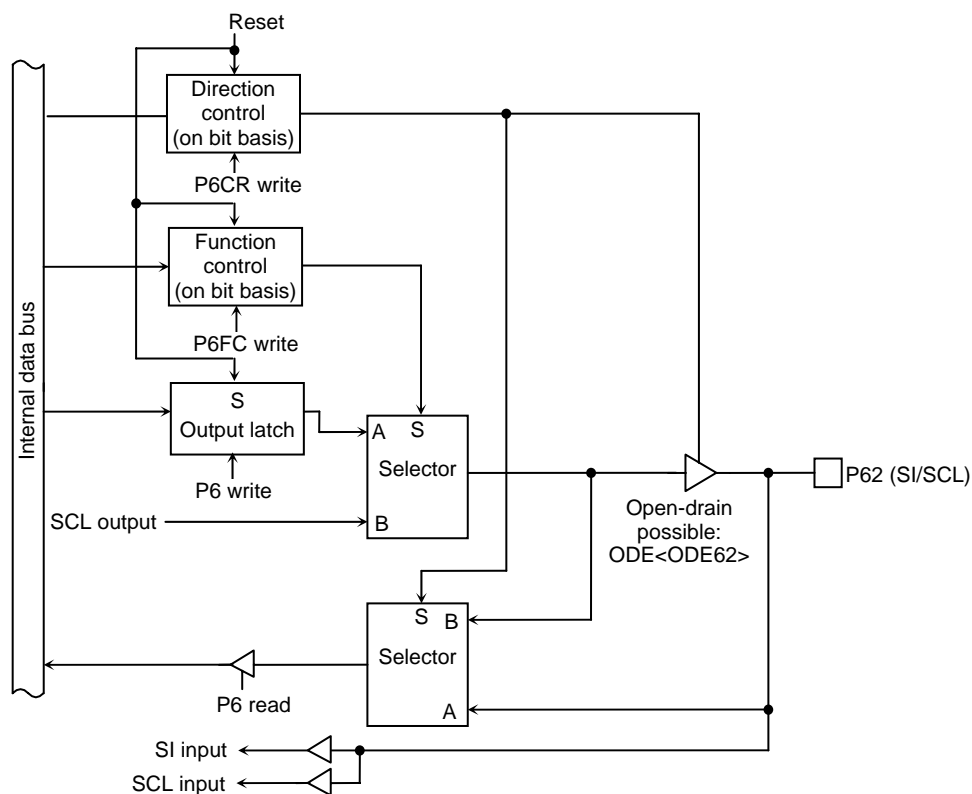 Reset
Direction
control
(on bit basis)
P6CR write
Function
control
(on bit basis)
P6FC write
Internal data bus
S
Output latch
P6 write
A
S
Selector
B
SCL output
P62 (SI/SCL)
Open-drain
possible:
ODE<ODE62>
S
B
Selector
A
P6 read
SI input
SCL input